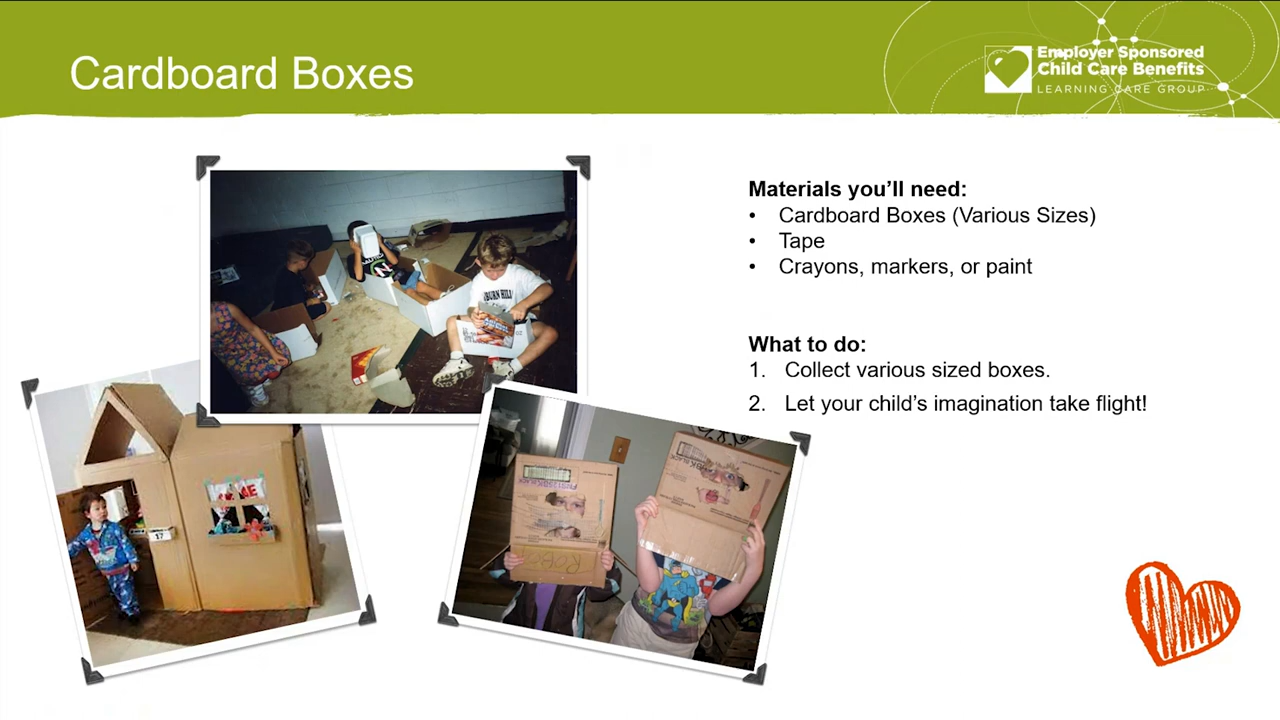 Cardboard Boxes
Employer Sponsored
Child Care Benefits
LEARNING CARE GROUP
Materials you'll need:
• Cardboard Boxes (Various Sizes)
• Tape
• Crayons, markers, or paint
What to do:
1. Collect various sized boxes.
2. Let your child's imagination take flight!
17